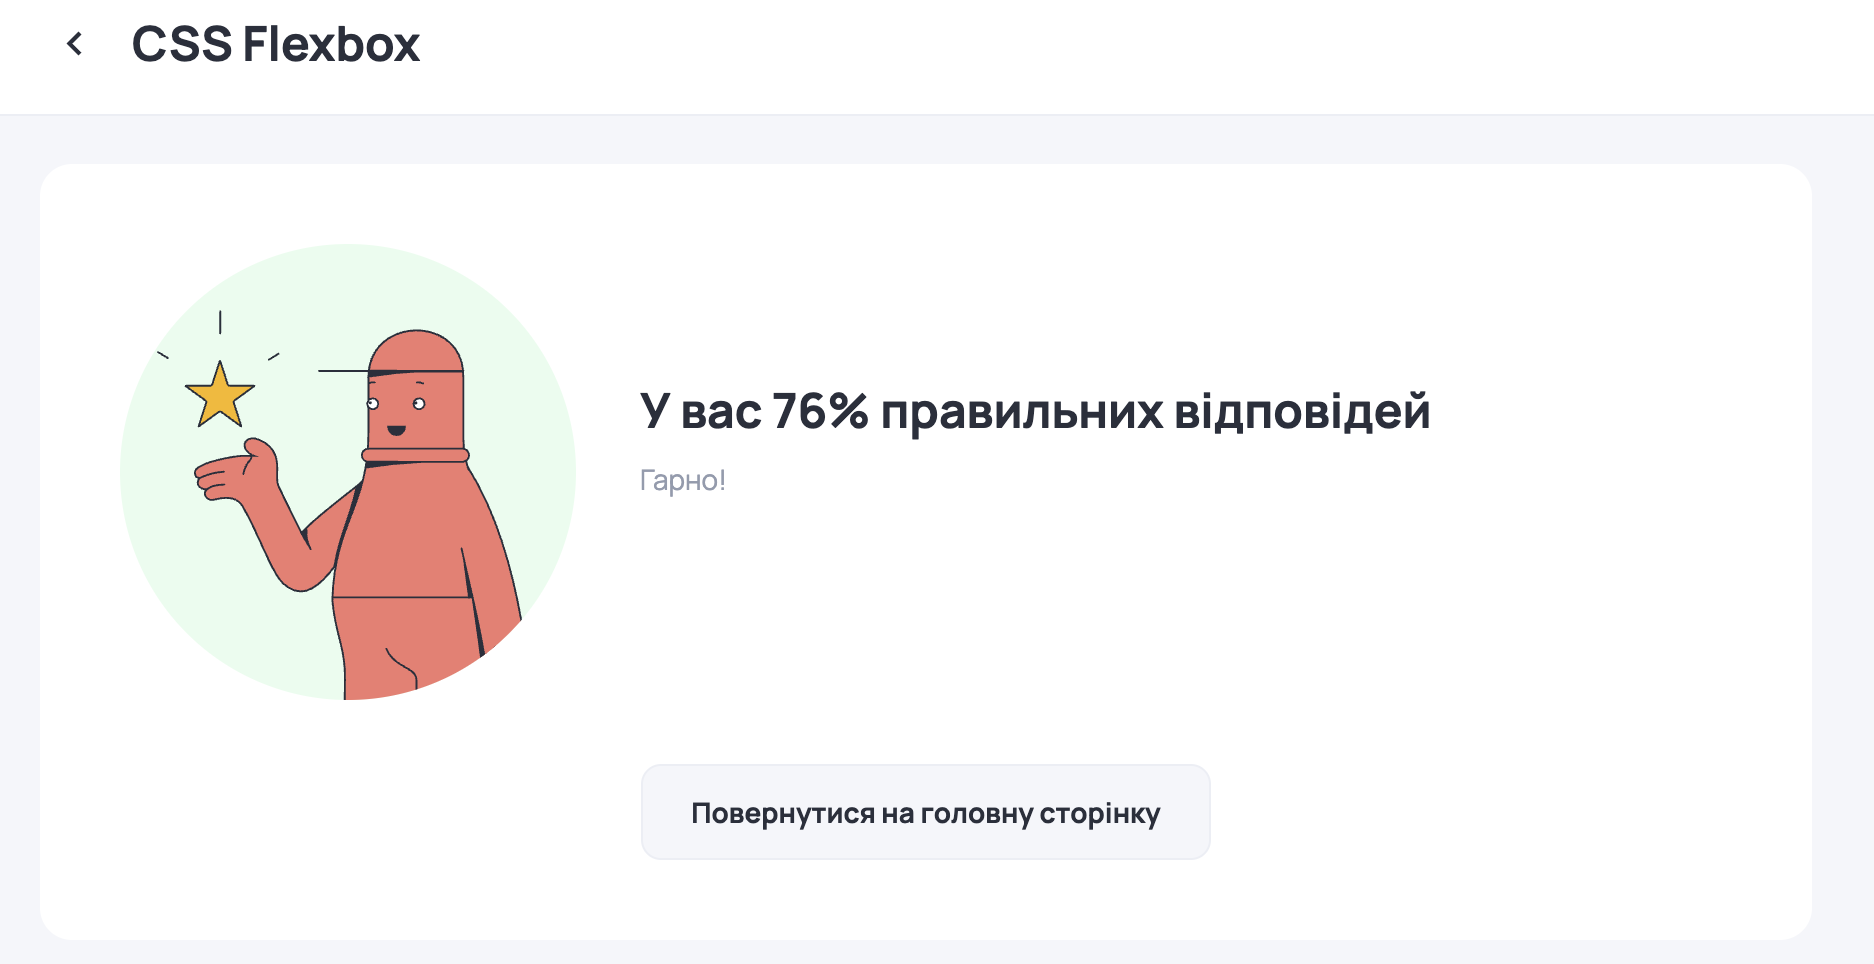 CSS Flexbox
У вас 76% правильних відповідей
Гарно!
Повернутися на головну сторінку